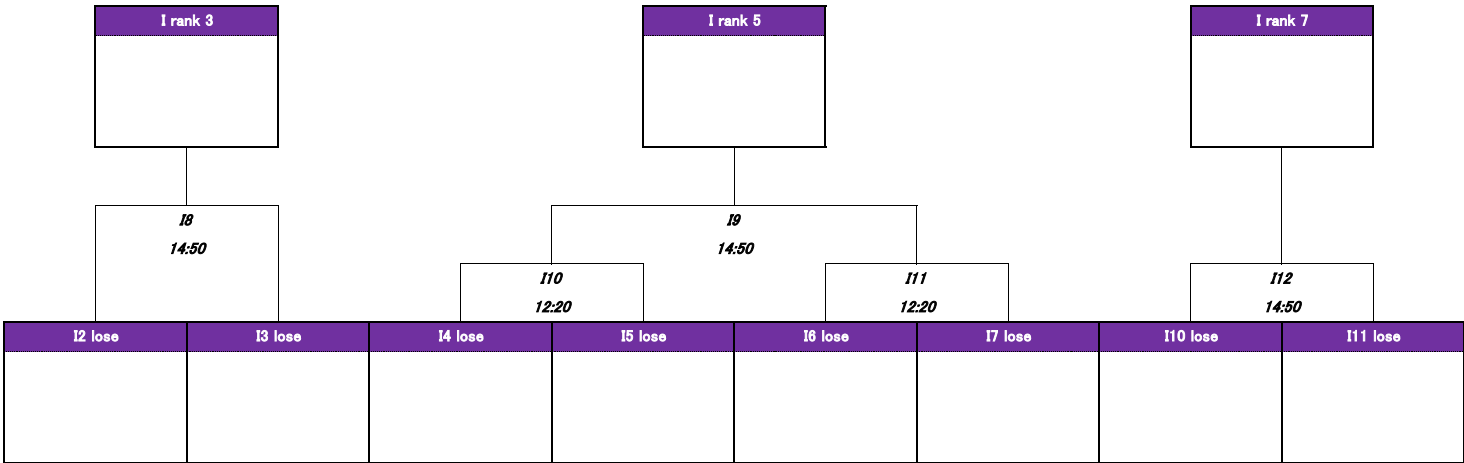 I rank 3
I rank 5
I rank 7
I8
14:50
I9
14:50
I10
12:20
I11
12:20
I12
14:50
I2 lose
I3 lose
I4 lose
I5 lose
I6 lose
I7 lose
I10 lose
I11 lose